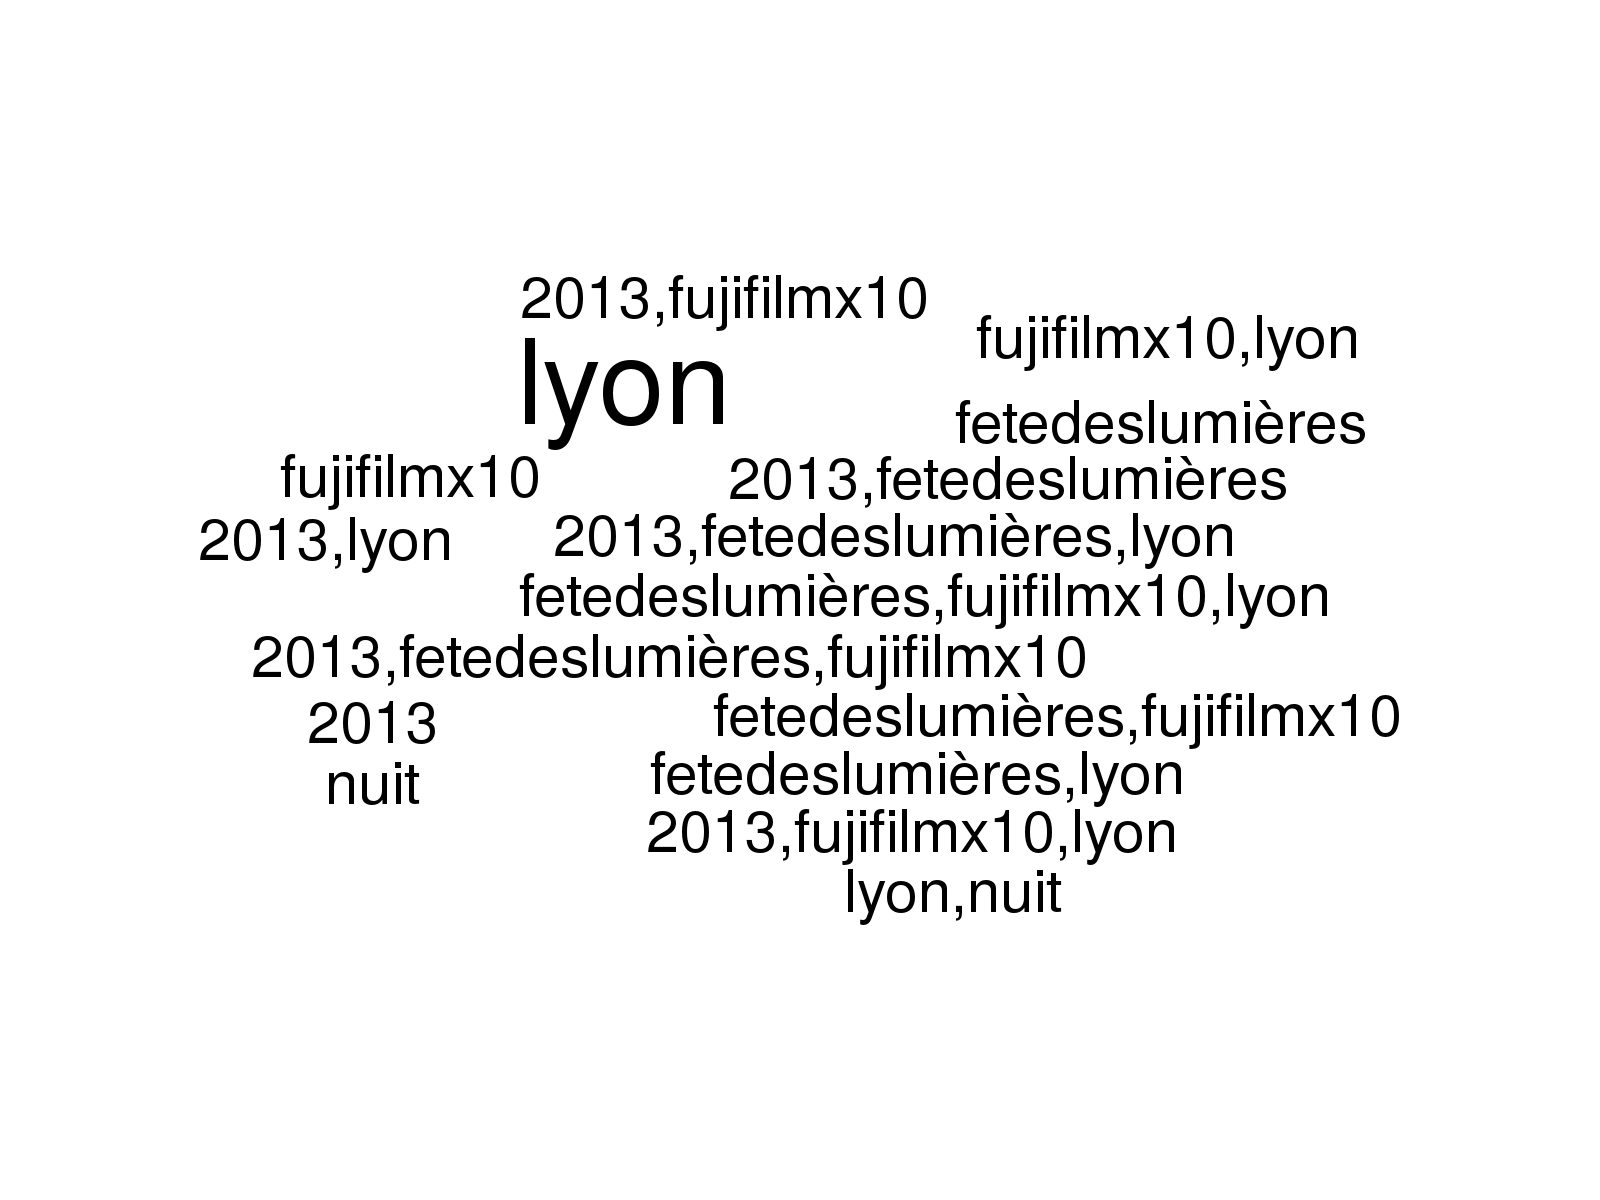 2013,fujifilmx10
fujifilmx10,lyon
lyon
fetedeslumières
fujifilmx10
2013,fetedeslumières
2013,lyon
2013,fetedeslumières,lyon
fetedeslumières,fujifilmx10,lyon
2013,fetedeslumières,fujifilmx10
2013
fetedeslumières,fujifilmx10
nuit
fetedeslumières,lyon
2013,fujifilmx10,lyon
lyon,nuit